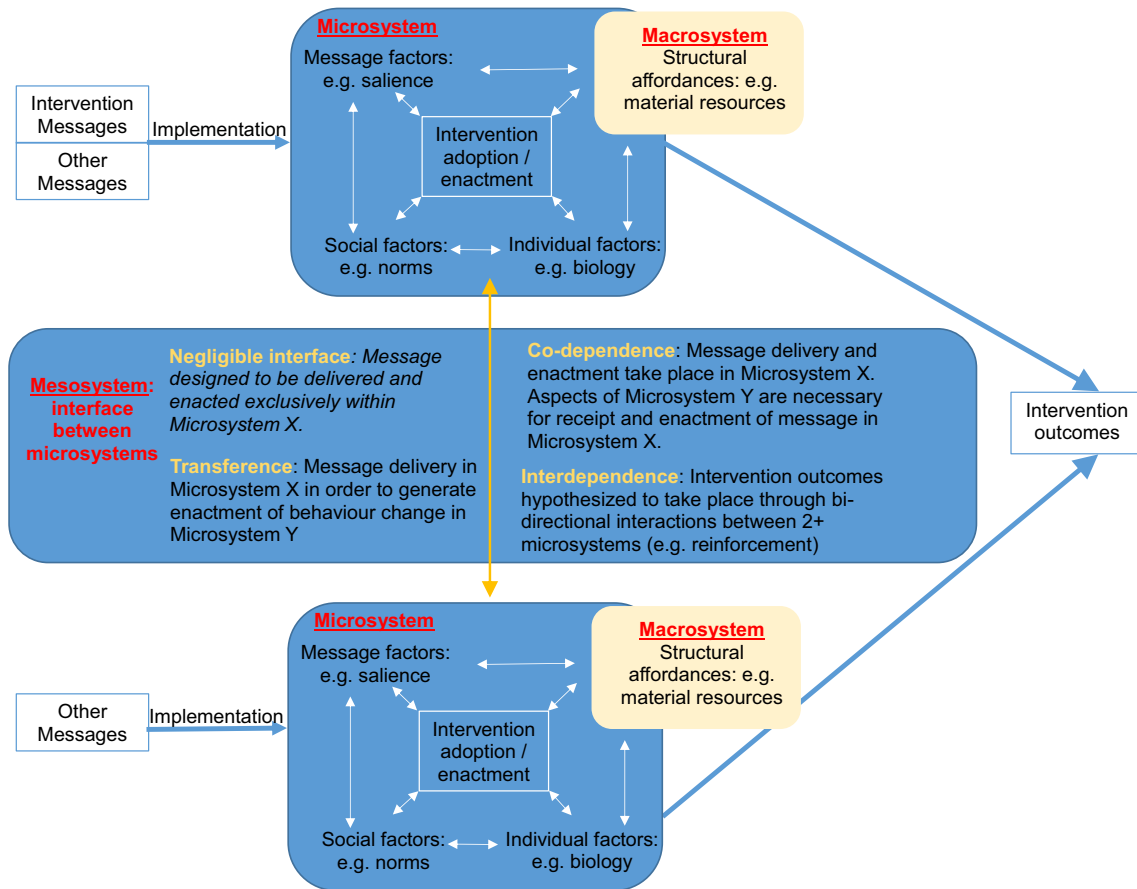 Microsystem
Message factors:
e.g. salience
Macrosystem
Structural
affordances: e.g.
material resources
Intervention
Messages
Other
Messages
Implementation
Intervention
adoption /
enactment
Social factors:
e.g. norms
Individual factors:
e.g. biology
Mesosystem:
interface
between
microsystems
Negligible interface: Message
designed to be delivered and
enacted exclusively within
Microsystem X.
Transference: Message delivery in
Microsystem X in order to generate
enactment of behaviour change in
Microsystem Y
Co-dependence: Message delivery and
enactment take place in Microsystem X.
Aspects of Microsystem Y are necessary
for receipt and enactment of message in
Microsystem X.
Interdependence: Intervention outcomes
hypothesized to take place through bi-
directional interactions between 2+
microsystems (e.g. reinforcement)
Intervention
outcomes
Microsystem
Message factors:
e.g. salience
Macrosystem
Structural
affordances: e.g.
material resources
Other
Messages
Implementation
Intervention
adoption /
enactment
Social factors:
e.g. norms
Individual factors:
e.g. biology